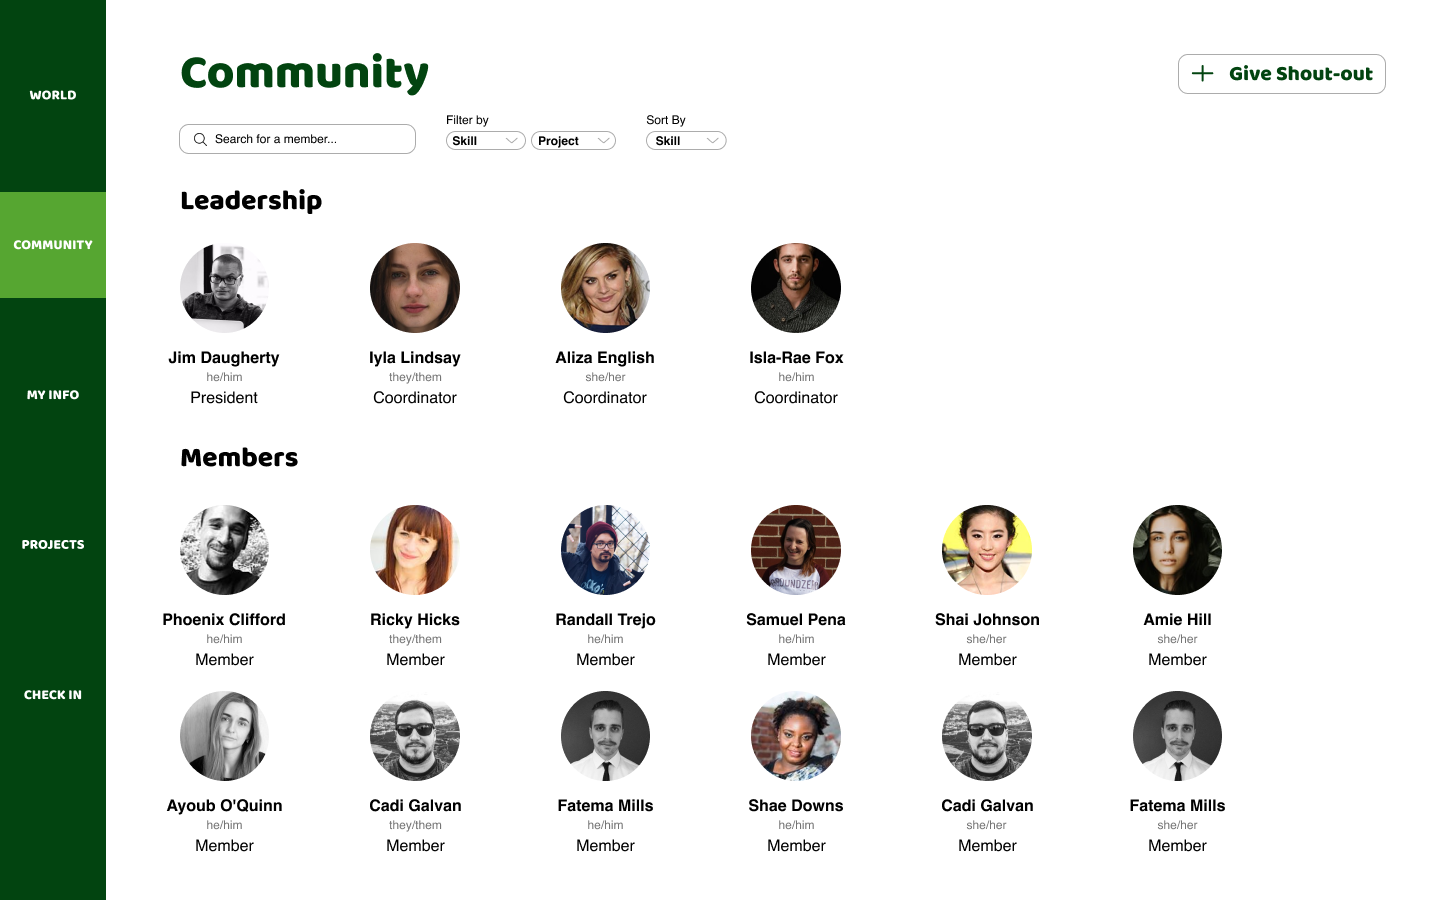 WORLD
COMMUNITY
MY INFO
PROJECTS
CHECK IN
Community
Give Shout-out
Search for a member...
Filter by
Skill
Project
Sort By
Skill
Leadership
Jim Daugherty
he/him
President
Iyla Lindsay
they/them
Coordinator
Aliza English
she/her
Coordinator
Isla-Rae Fox
he/him
Coordinator
Members
Phoenix Clifford
he/him
Member
Ricky Hicks
they/them
Member
Randall Trejo
he/him
Member
Samuel Pena
he/him
Member
Shai Johnson
she/her
Member
Amie Hill
she/her
Member
Ayoub O'Quinn
he/him
Member
Cadi Galvan
they/them
Member
Fatema Mills
he/him
Member
Shae Downs
he/him
Member
Cadi Galvan
she/her
Member
Fatema Mills
she/her
Member